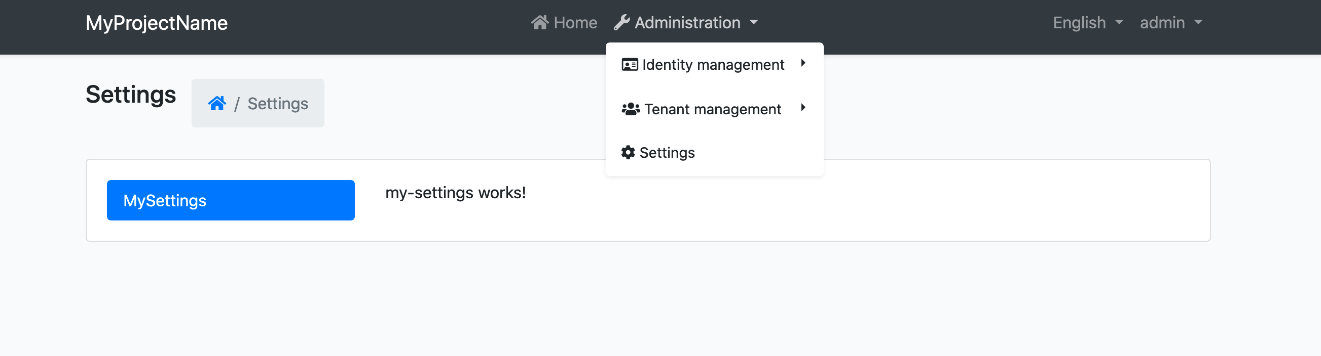 MyProjectName Home Administration English admin
Identity management
Tenant management
Settings
Settings / Settings
MySettings my-settings works!